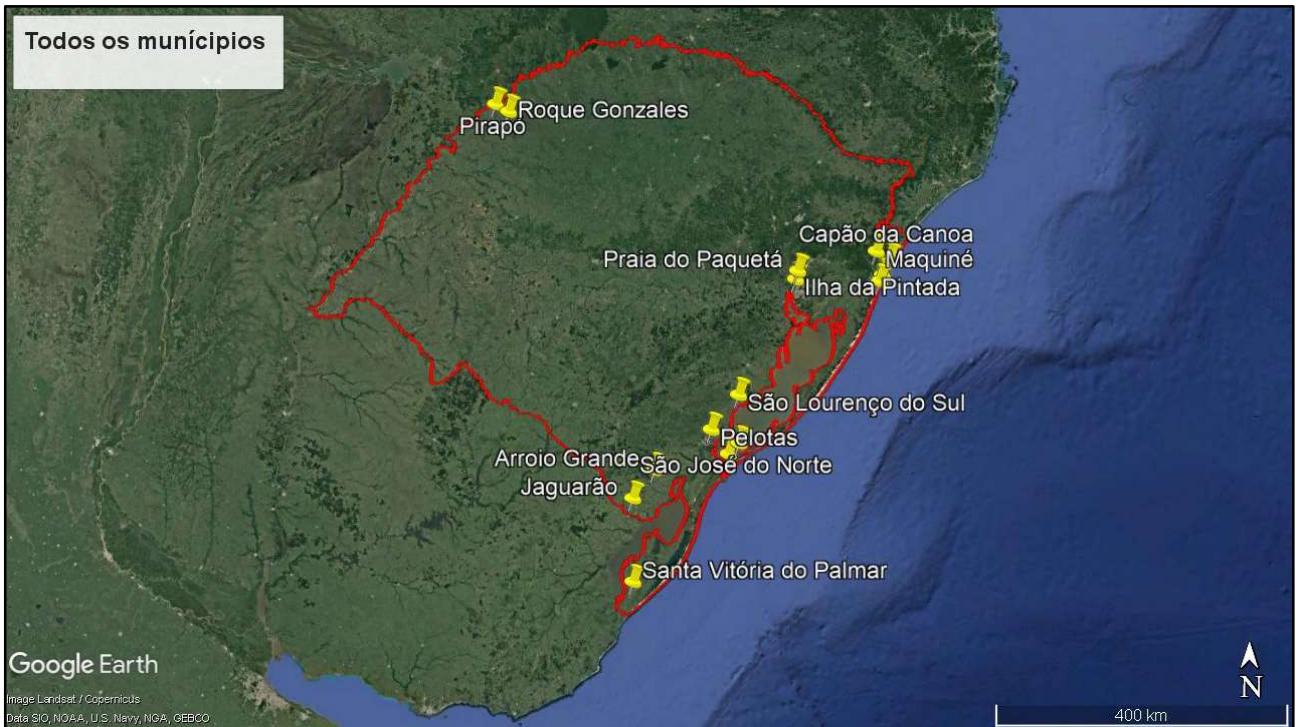 Todos os munícipios
Roque Gonzales
Pirapó
Capão da Canoa
Praia do Paquetá
Maquiné
Ilha da Pintada
São Lourenço do Sul
Pelotas
Arroio Grande
São José do Norte
Jaguarão
Santa Vitória do Palmar
Google Earth
Image Landsat / Copernicus
Data SIO, NOAA, U.S. Navy, NGA, GEBCO
N
400 km